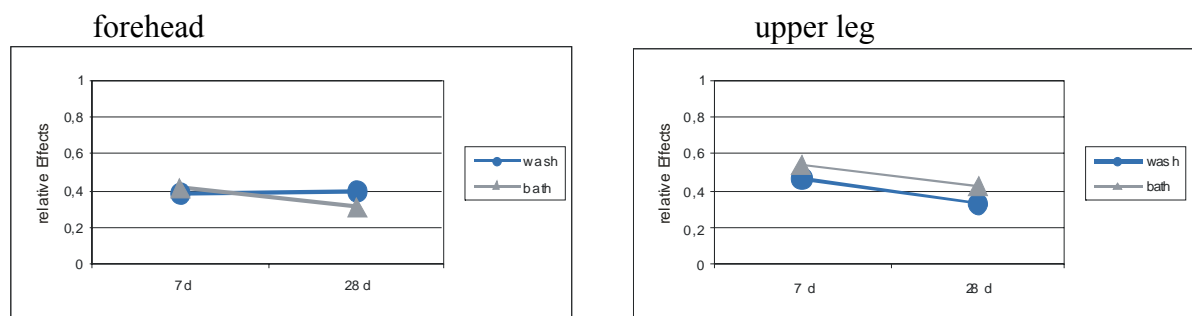 forehead
relative Effects
1
0,8
0,6
0,4
0,2
0
7 d
28 d
wash
bath
upper leg
relative Effects
1
0,8
0,6
0,4
0,2
0
7 d
28 d
wash
bath